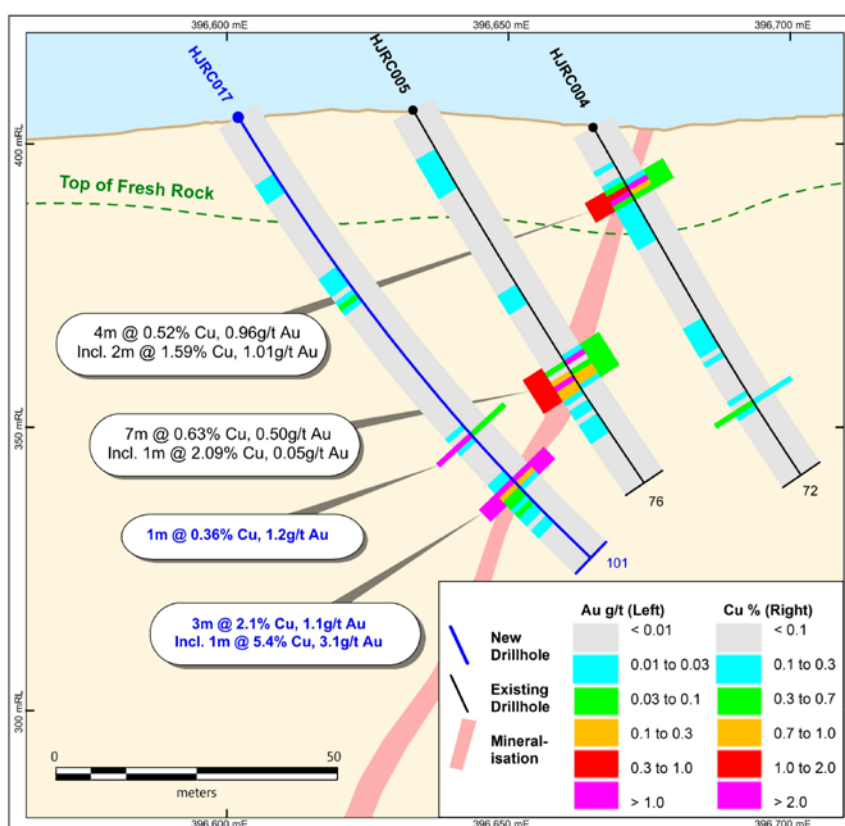 396,600 mE
396,650 mE
396,700 mE
HJRC017
HJRC005
HJRC004
400 mRL
400 mRL
Top of Fresh Rock
4m @ 0.52% Cu, 0.96g/t Au
Incl. 2m @ 1.59% Cu, 1.01g/t Au
350 mRL
350 mRL
7m @ 0.63% Cu, 0.50g/t Au
Incl. 1m @ 2.09% Cu, 0.05g/t Au
76
72
1m @ 0.36% Cu, 1.2g/t Au
101
3m @ 2.1% Cu, 1.1g/t Au
Incl. 1m @ 5.4% Cu, 3.1g/t Au
300 mRL
0
50
meters
New
Drillhole
Existing
Drillhole
Mineral-
isation
Au g/t (Left)
< 0.01
0.01 to 0.03
0.03 to 0.1
0.1 to 0.3
0.3 to 1.0
> 1.0
Cu % (Right)
< 0.1
0.1 to 0.3
0.3 to 0.7
0.7 to 1.0
1.0 to 2.0
> 2.0
396,600 mE
396,650 mE
396,700 mE